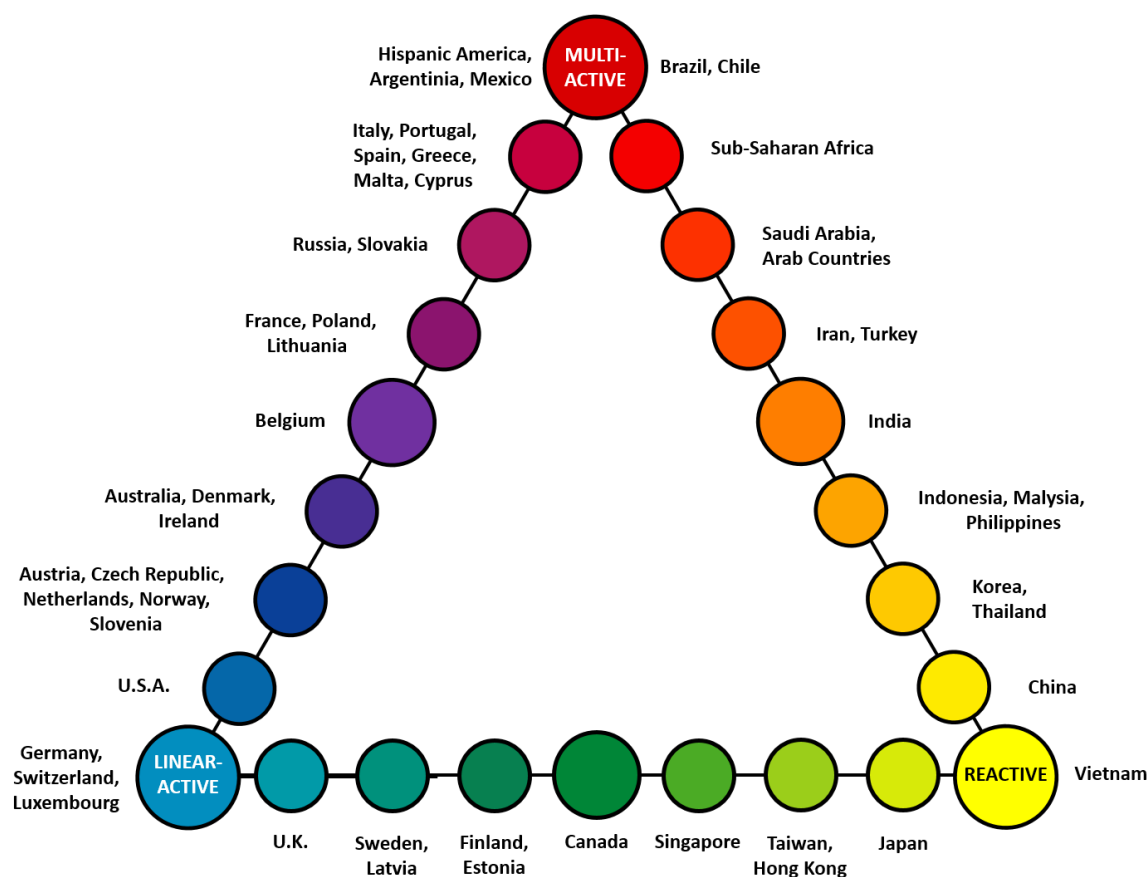 Hispanic America,
Argentinia, Mexico
MULTI-
ACTIVE
Brazil, Chile
Italy, Portugal,
Spain, Greece,
Malta, Cyprus
Sub-Saharan Africa
Russia, Slovakia
Saudi Arabia,
Arab Countries
France, Poland,
Lithuania
Iran, Turkey
Belgium
India
Australia, Denmark,
Ireland
Indonesia, Malysia,
Philippines
Austria, Czech Republic,
Netherlands, Norway,
Slovenia
Korea,
Thailand
U.S.A.
China
Germany,
Switzerland,
Luxembourg
LINEAR-
ACTIVE
REACTIVE
Vietnam
U.K.
Sweden,
Latvia
Finland,
Estonia
Canada
Singapore
Taiwan,
Hong Kong
Japan